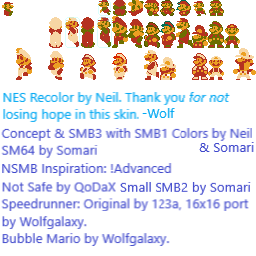 NES Recolor by Neil. Thank you for not
losing hope in this skin. -Wolf
Concept & SMB3 with SMB1 Colors by Neil
SM64 by Somari & Somari
NSMB Inspiration: !Advanced
Not Safe by QoDaX Small SMB2 by Somari
Speedrunner: Original by 123a, 16x16 port
by Wolfgalaxy.
Bubble Mario by Wolfgalaxy.